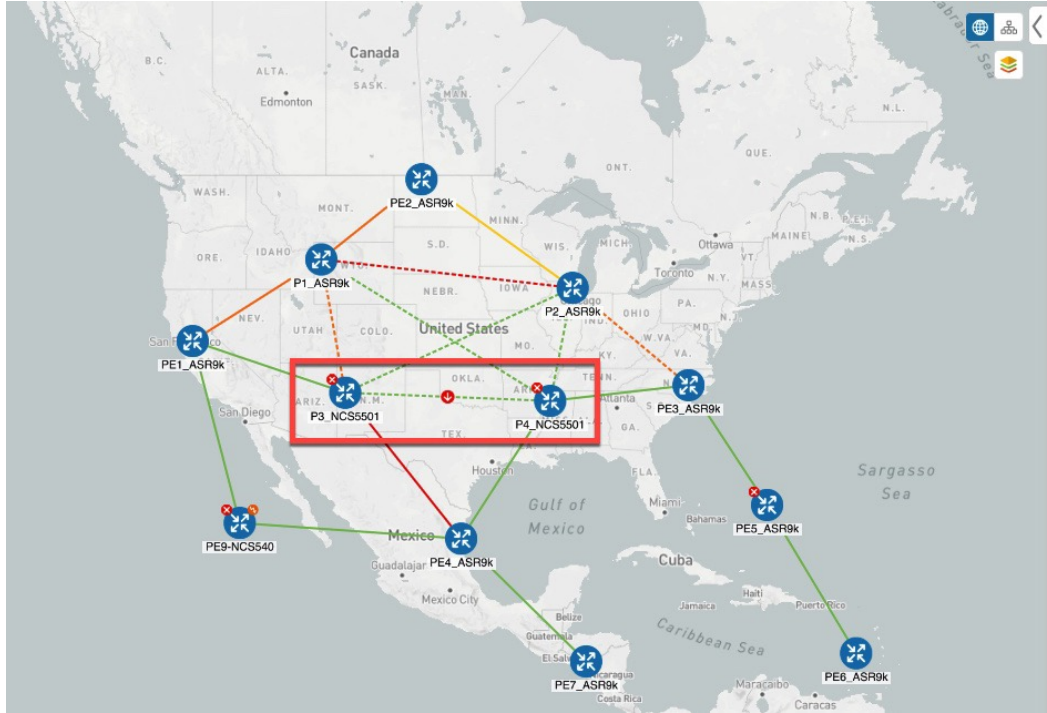 Canada
B.C.
ALTA.
SASK.
MAN.
Edmonton
N.L.
ONT.
QUE.
PE2_ASR9k
WASH.
MONT.
MINN.
N.B.
P.E.I.
N.S.
MAINE
Ottawa
VT.
ORE.
IDAHO
S.D.
WIS.
MICH.
Toronto
N.Y.
MASS.
P1_ASR9k
NEBR.
IOWA
P2_ASR9k
OHIO
PA.
MD.
NEV.
UTAH
COLO.
United States
MO.
IND.
W.VA.
N.J.
PE1_ASR9k
KY.
VA.
OKLA.
TENN.
ARIZ.
N.M.
P3_NCS5501
P4_NCS5501
Atlanta
PE3_ASR9k
San Diego
TEX.
GA.
Houston
FLA.
Sargasso
Sea
Gulf of
Mexico
Miami
Bahamas
PE5_ASR9k
PE9-NCS540
Mexico
PE4_ASR9k
Guadalajar
Cuba
Mexico City
Haiti
Jamaica
Puerto Rico
Belize
Guatemala
Caribbean Sea
El Salv
Nicaragua
PE7_ASR9k
PE6_ASR9k
Costa Rica
Maracaibo
Caracas